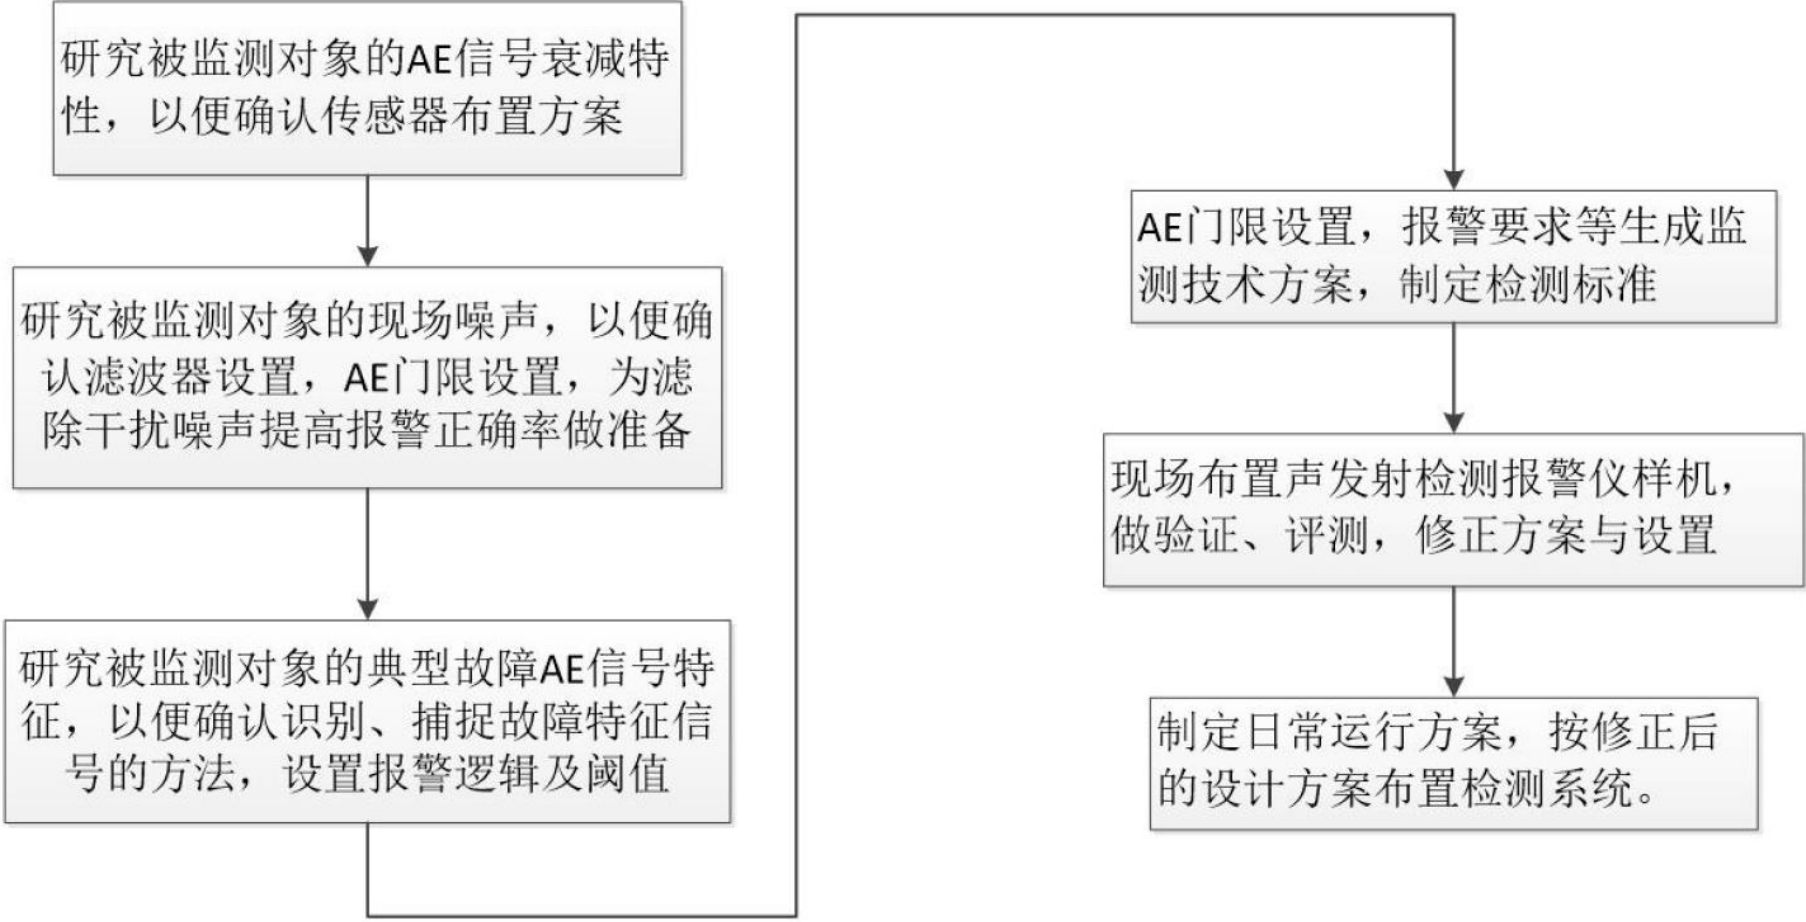 研究被监测对象的AE信号衰减特
性，以便确认传感器布置方案
研究被监测对象的现场噪声，以便确
认滤波器设置，AE门限设置，为滤
除干扰噪声提高报警正确率做准备
研究被监测对象的典型故障AE信号特
征，以便确认识别、捕捉故障特征信
号的方法，设置报警逻辑及阈值
AE门限设置，报警要求等生成监
测技术方案，制定检测标准
现场布置声发射检测报警仪样机，
做验证、评测，修正方案与设置
制定日常运行方案，按修正后
的设计方案布置检测系统。